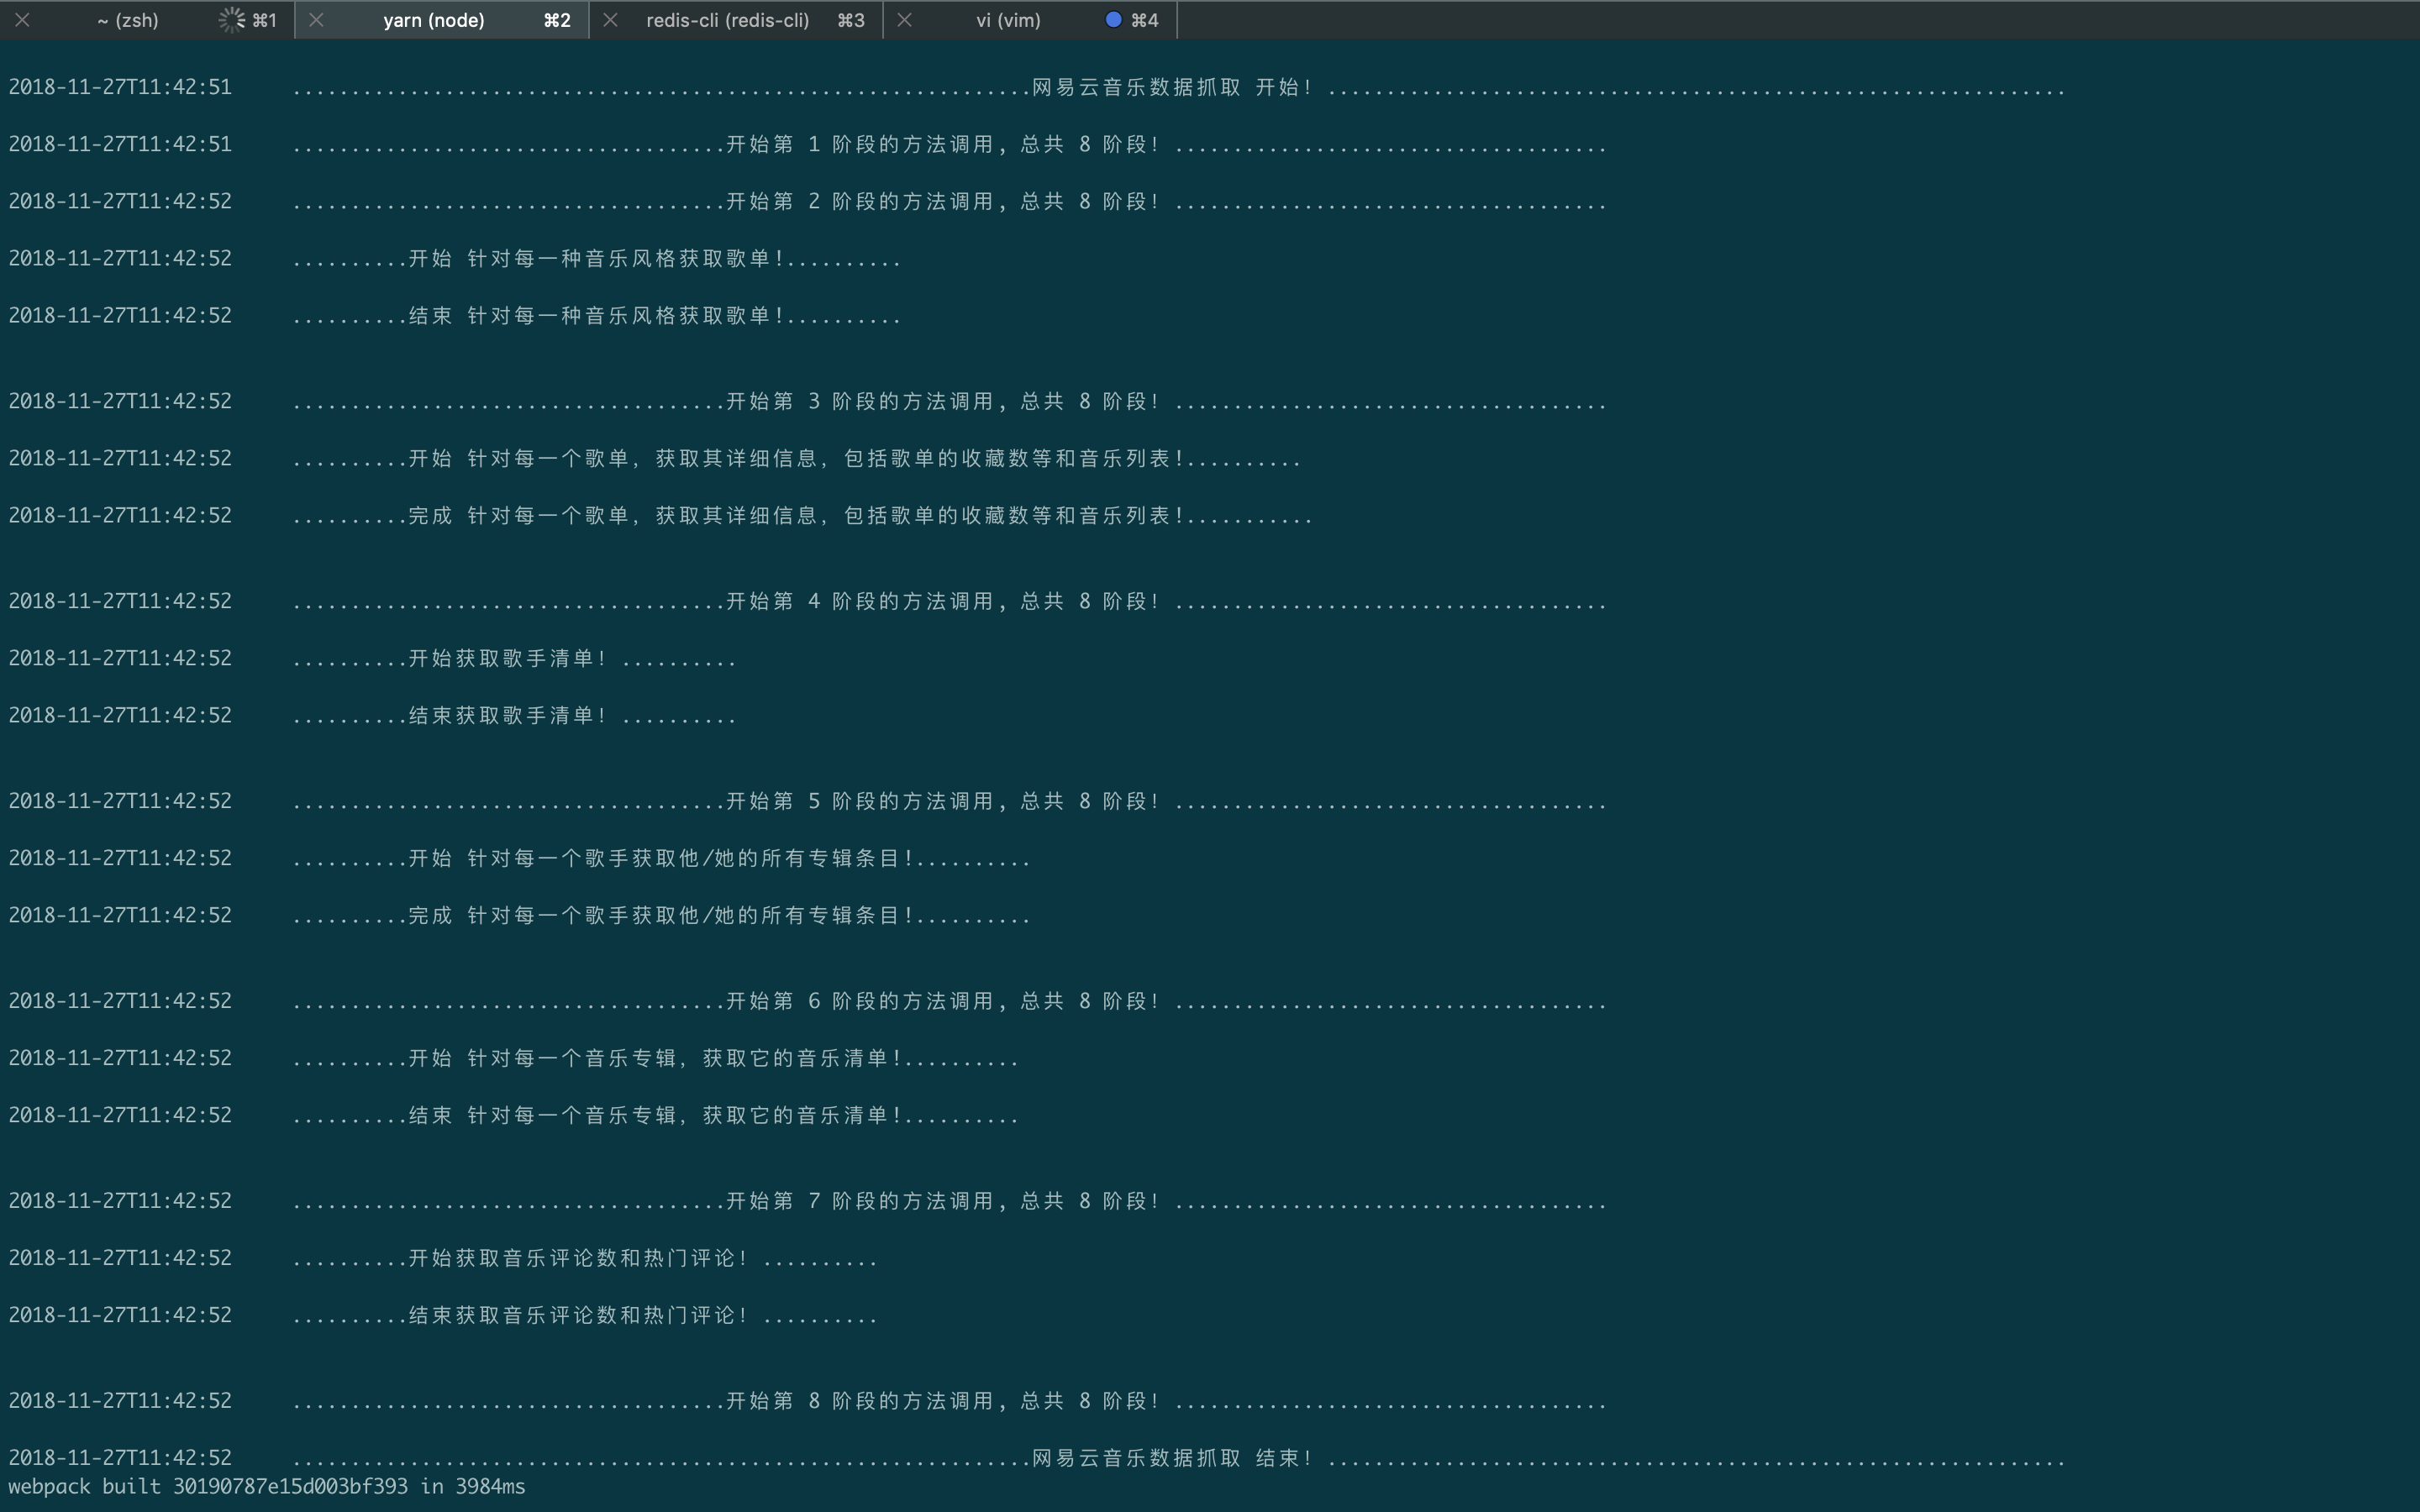 ~ (zsh) ⌘1 yarn (node) ⌘2 redis-cli (redis-cli) ⌘3 vi (vim) ⌘4
2018-11-27T11:42:51 ...............................................................网易云音乐数据抓取 开始! ...............................................................
2018-11-27T11:42:51 .....................................开始第 1 阶段的方法调用, 总共 8 阶段! .....................................
2018-11-27T11:42:52 .....................................开始第 2 阶段的方法调用, 总共 8 阶段! .....................................
2018-11-27T11:42:52 ..........开始 针对每一种音乐风格获取歌单!..........
2018-11-27T11:42:52 ..........结束 针对每一种音乐风格获取歌单!..........
2018-11-27T11:42:52 .....................................开始第 3 阶段的方法调用, 总共 8 阶段! .....................................
2018-11-27T11:42:52 ..........开始 针对每一个歌单, 获取其详细信息, 包括歌单的收藏数等和音乐列表!..........
2018-11-27T11:42:52 ..........完成 针对每一个歌单, 获取其详细信息, 包括歌单的收藏数等和音乐列表!...........
2018-11-27T11:42:52 .....................................开始第 4 阶段的方法调用, 总共 8 阶段! .....................................
2018-11-27T11:42:52 ..........开始获取歌手清单! ..........
2018-11-27T11:42:52 ..........结束获取歌手清单! ..........
2018-11-27T11:42:52 .....................................开始第 5 阶段的方法调用, 总共 8 阶段! .....................................
2018-11-27T11:42:52 ..........开始 针对每一个歌手获取他/她的所有专辑条目!..........
2018-11-27T11:42:52 ..........完成 针对每一个歌手获取他/她的所有专辑条目!..........
2018-11-27T11:42:52 .....................................开始第 6 阶段的方法调用, 总共 8 阶段! .....................................
2018-11-27T11:42:52 ..........开始 针对每一个音乐专辑, 获取它的音乐清单!..........
2018-11-27T11:42:52 ..........结束 针对每一个音乐专辑, 获取它的音乐清单!..........
2018-11-27T11:42:52 .....................................开始第 7 阶段的方法调用, 总共 8 阶段! .....................................
2018-11-27T11:42:52 ..........开始获取音乐评论数和热门评论! ..........
2018-11-27T11:42:52 ..........结束获取音乐评论数和热门评论! ..........
2018-11-27T11:42:52 .....................................开始第 8 阶段的方法调用, 总共 8 阶段! .....................................
2018-11-27T11:42:52 ...............................................................网易云音乐数据抓取 结束! ...............................................................
webpack built 30190787e15d003bf393 in 3984ms